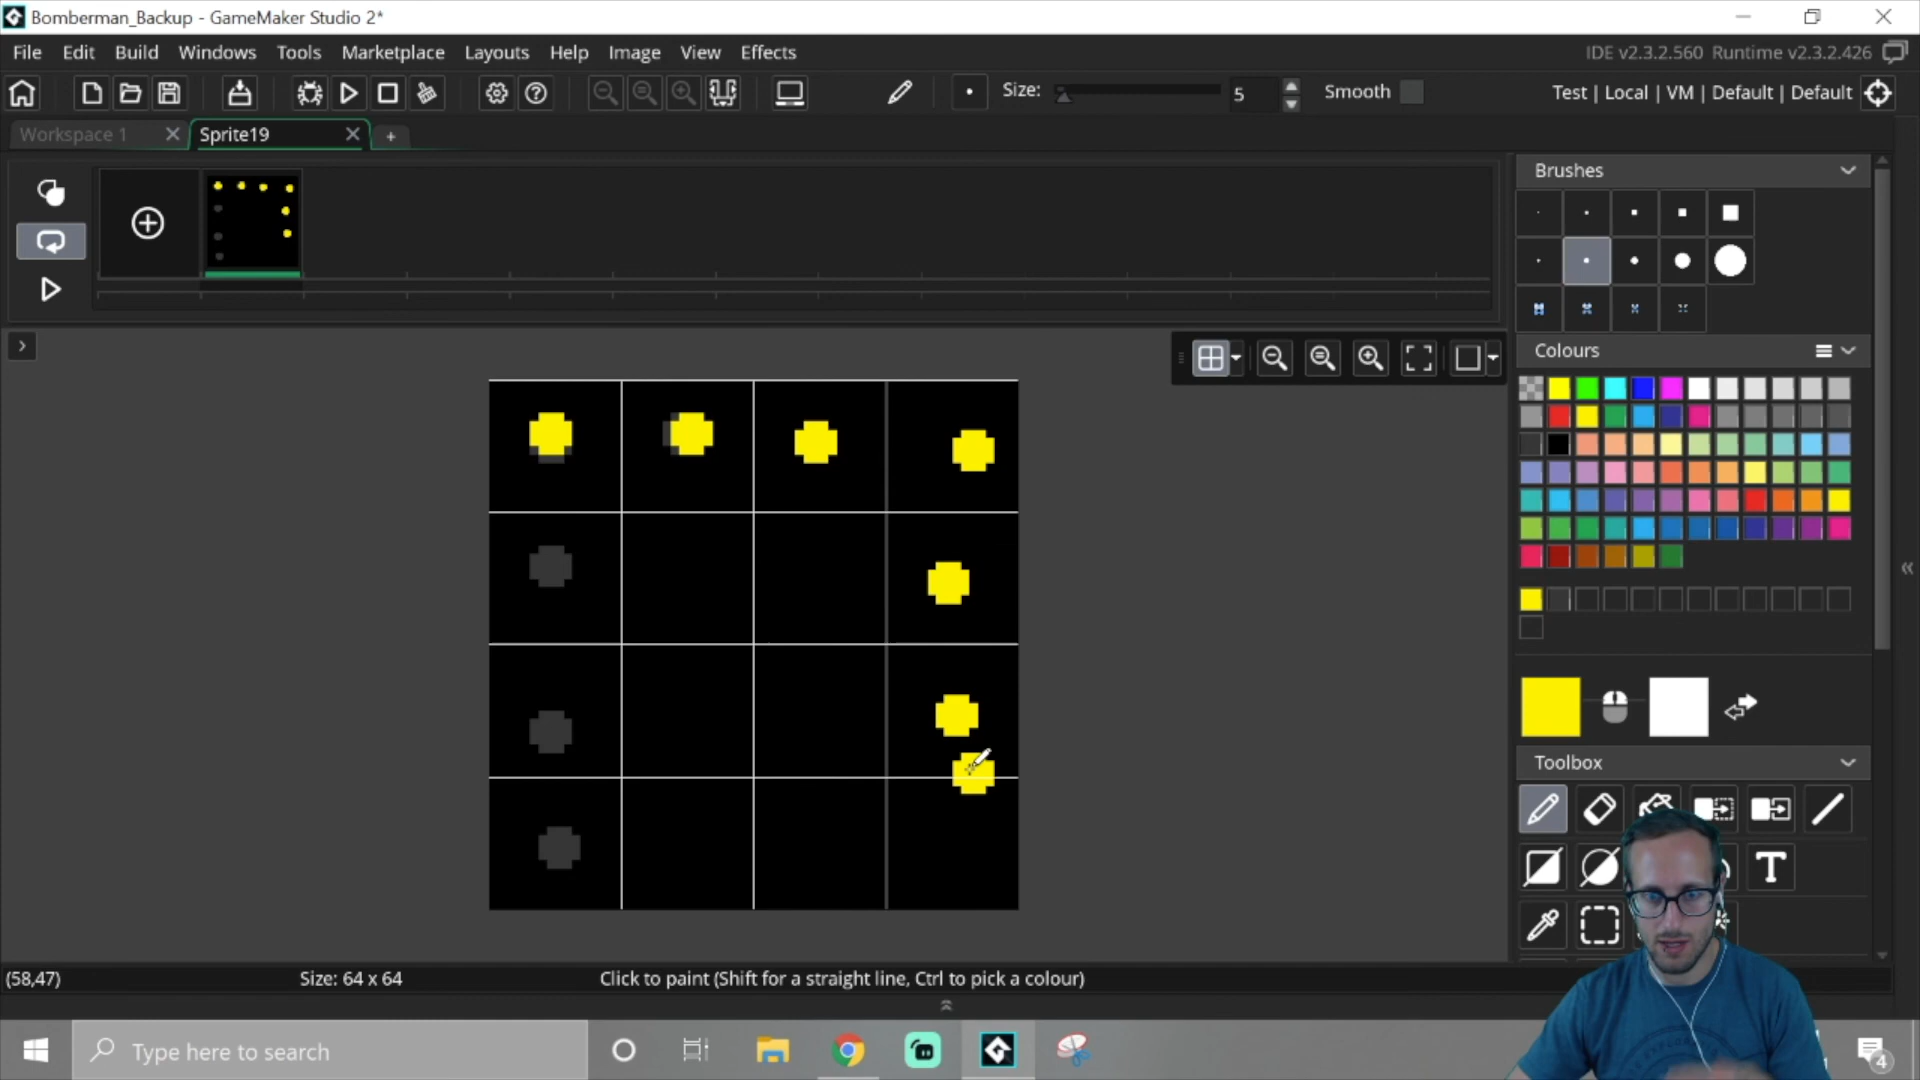 Bomberman_Backup - GameMaker Studio 2*
File Edit Build Windows Tools Marketplace Layouts Help Image View Effects
IDE v2.3.2.560 Runtime v2.3.2.426
Size: 5 Smooth
Test | Local | VM | Default | Default
Workspace 1
Sprite19
Brushes
Colours
Toolbox
T
(58,47)
Size: 64 x 64
Click to paint (Shift for a straight line, Ctrl to pick a colour)
Type here to search
4